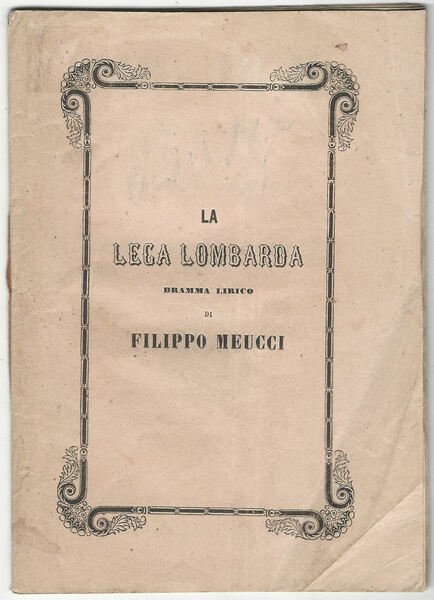 LA
LEGA LOMBARDA
DRAMMA LIRICO
DI
FILIPPO MEUCCI